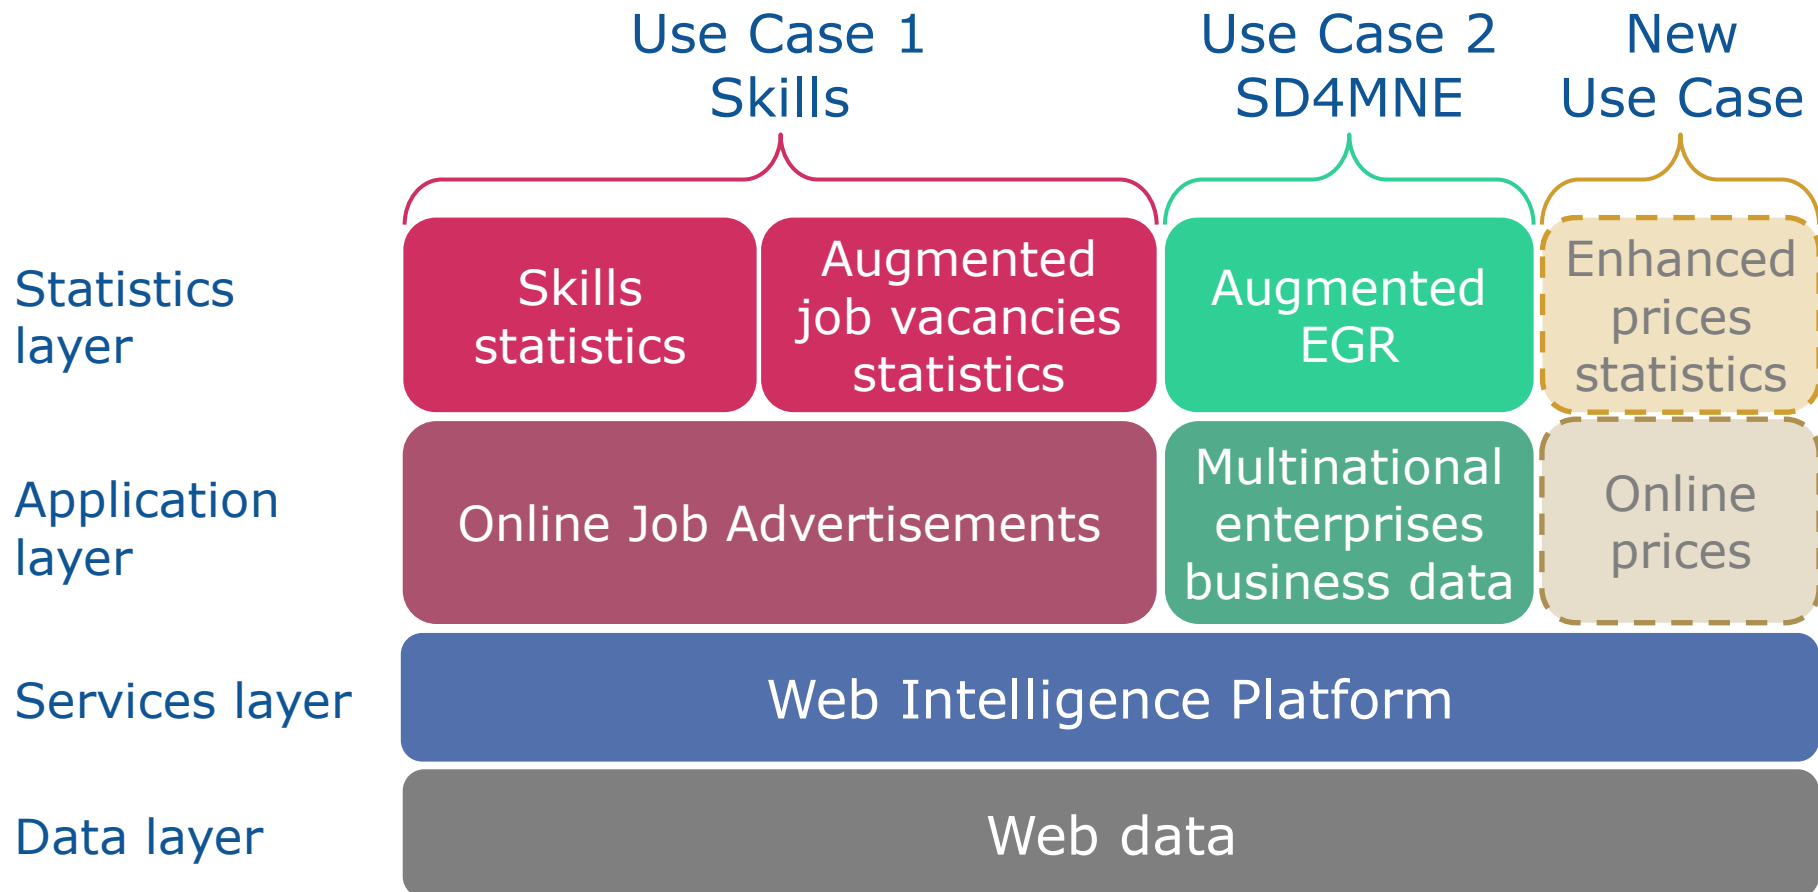 Use Case 1
Skills
Use Case 2
SD4MNE
New
Use Case
Statistics
layer
Skills
statistics
Augmented
job vacancies
statistics
Augmented
EGR
Enhanced
prices
statistics
Application
layer
Online Job Advertisements
Multinational
enterprises
business data
Online
prices
Services layer
Web Intelligence Platform
Data layer
Web data